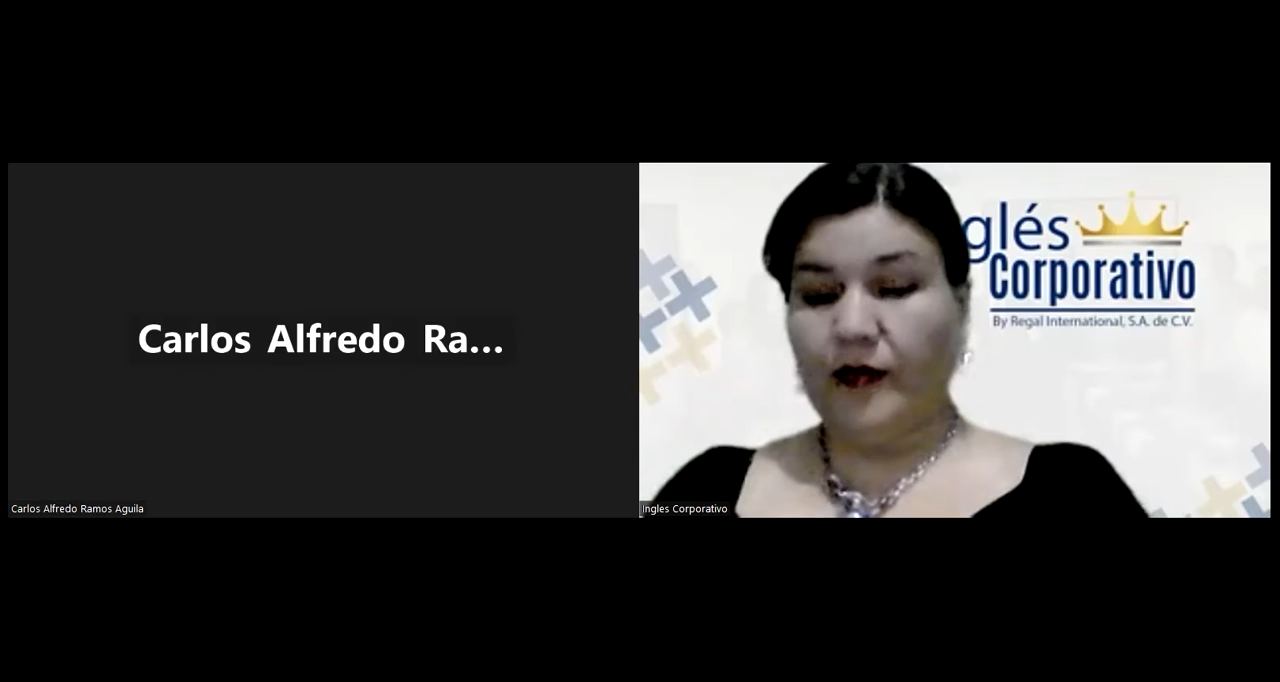 Carlos Alfredo Ra...
Carlos Alfredo Ramos Aguila
glés
Corporativo
By Regal International, S.A. de C.V.
Ingles Corporativo